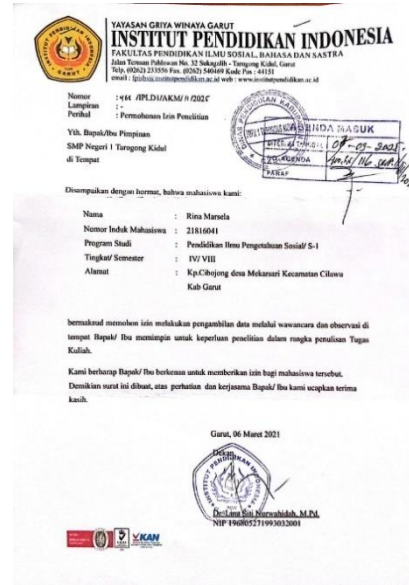 YAYASAN GRIYA WINAYA GARUT
INSTITUT PENDIDIKAN INDONESIA
FAKULTAS PENDIDIKAN ILMU SOSIAL, BAHASA DAN SASTRA
Jalan Terusan Pahlawan No. 32 Sukagalih - Tarogong Kidul, Garut
Telp, (0262) 233556 Fax. (0262) 540469 Kode Pos : 44151
Nomor :
Lampiran : -
Perihal : Permohonan Izin Penelitian
AGENDA MASUK
Yth. Bapak/Ibu Pimpinan
SMP Negeri 1 Tarogong Kidul
di Tempat
PARAF
Disampaikan dengan hormat, bahwa mahasiswa kami:
Nama : Rina Marsela
Nomor Induk Mahasiswa : 21816041
Program Studi : Pendidikan Ilmu Pengetahuan Sosial/ S-1
Tingkat/ Semester : IV/ VIII
Alamat : Kp.Cibojong desa Mekarsari Kecamatan Cilawu
Kab Garut
bermaksud memohon izin melakukan pengambilan data melalui wawancara dan observasi di
tempat Bapak/ Ibu memimpin untuk keperluan penelitian dalam rangka penulisan Tugas
Kuliah.
Kami berharap Bapak/ Ibu berkenan untuk memberikan izin bagi mahasiswa tersebut.
Demikian surat ini dibuat, atas perhatian dan kerjasama Bapak/ Ibu kami ucapkan terima
kasih.
Garut, 06 Maret 2021
Dekan,
Siti Nurwahidah, M.Pd.
NIP 196805271993032001
KAN